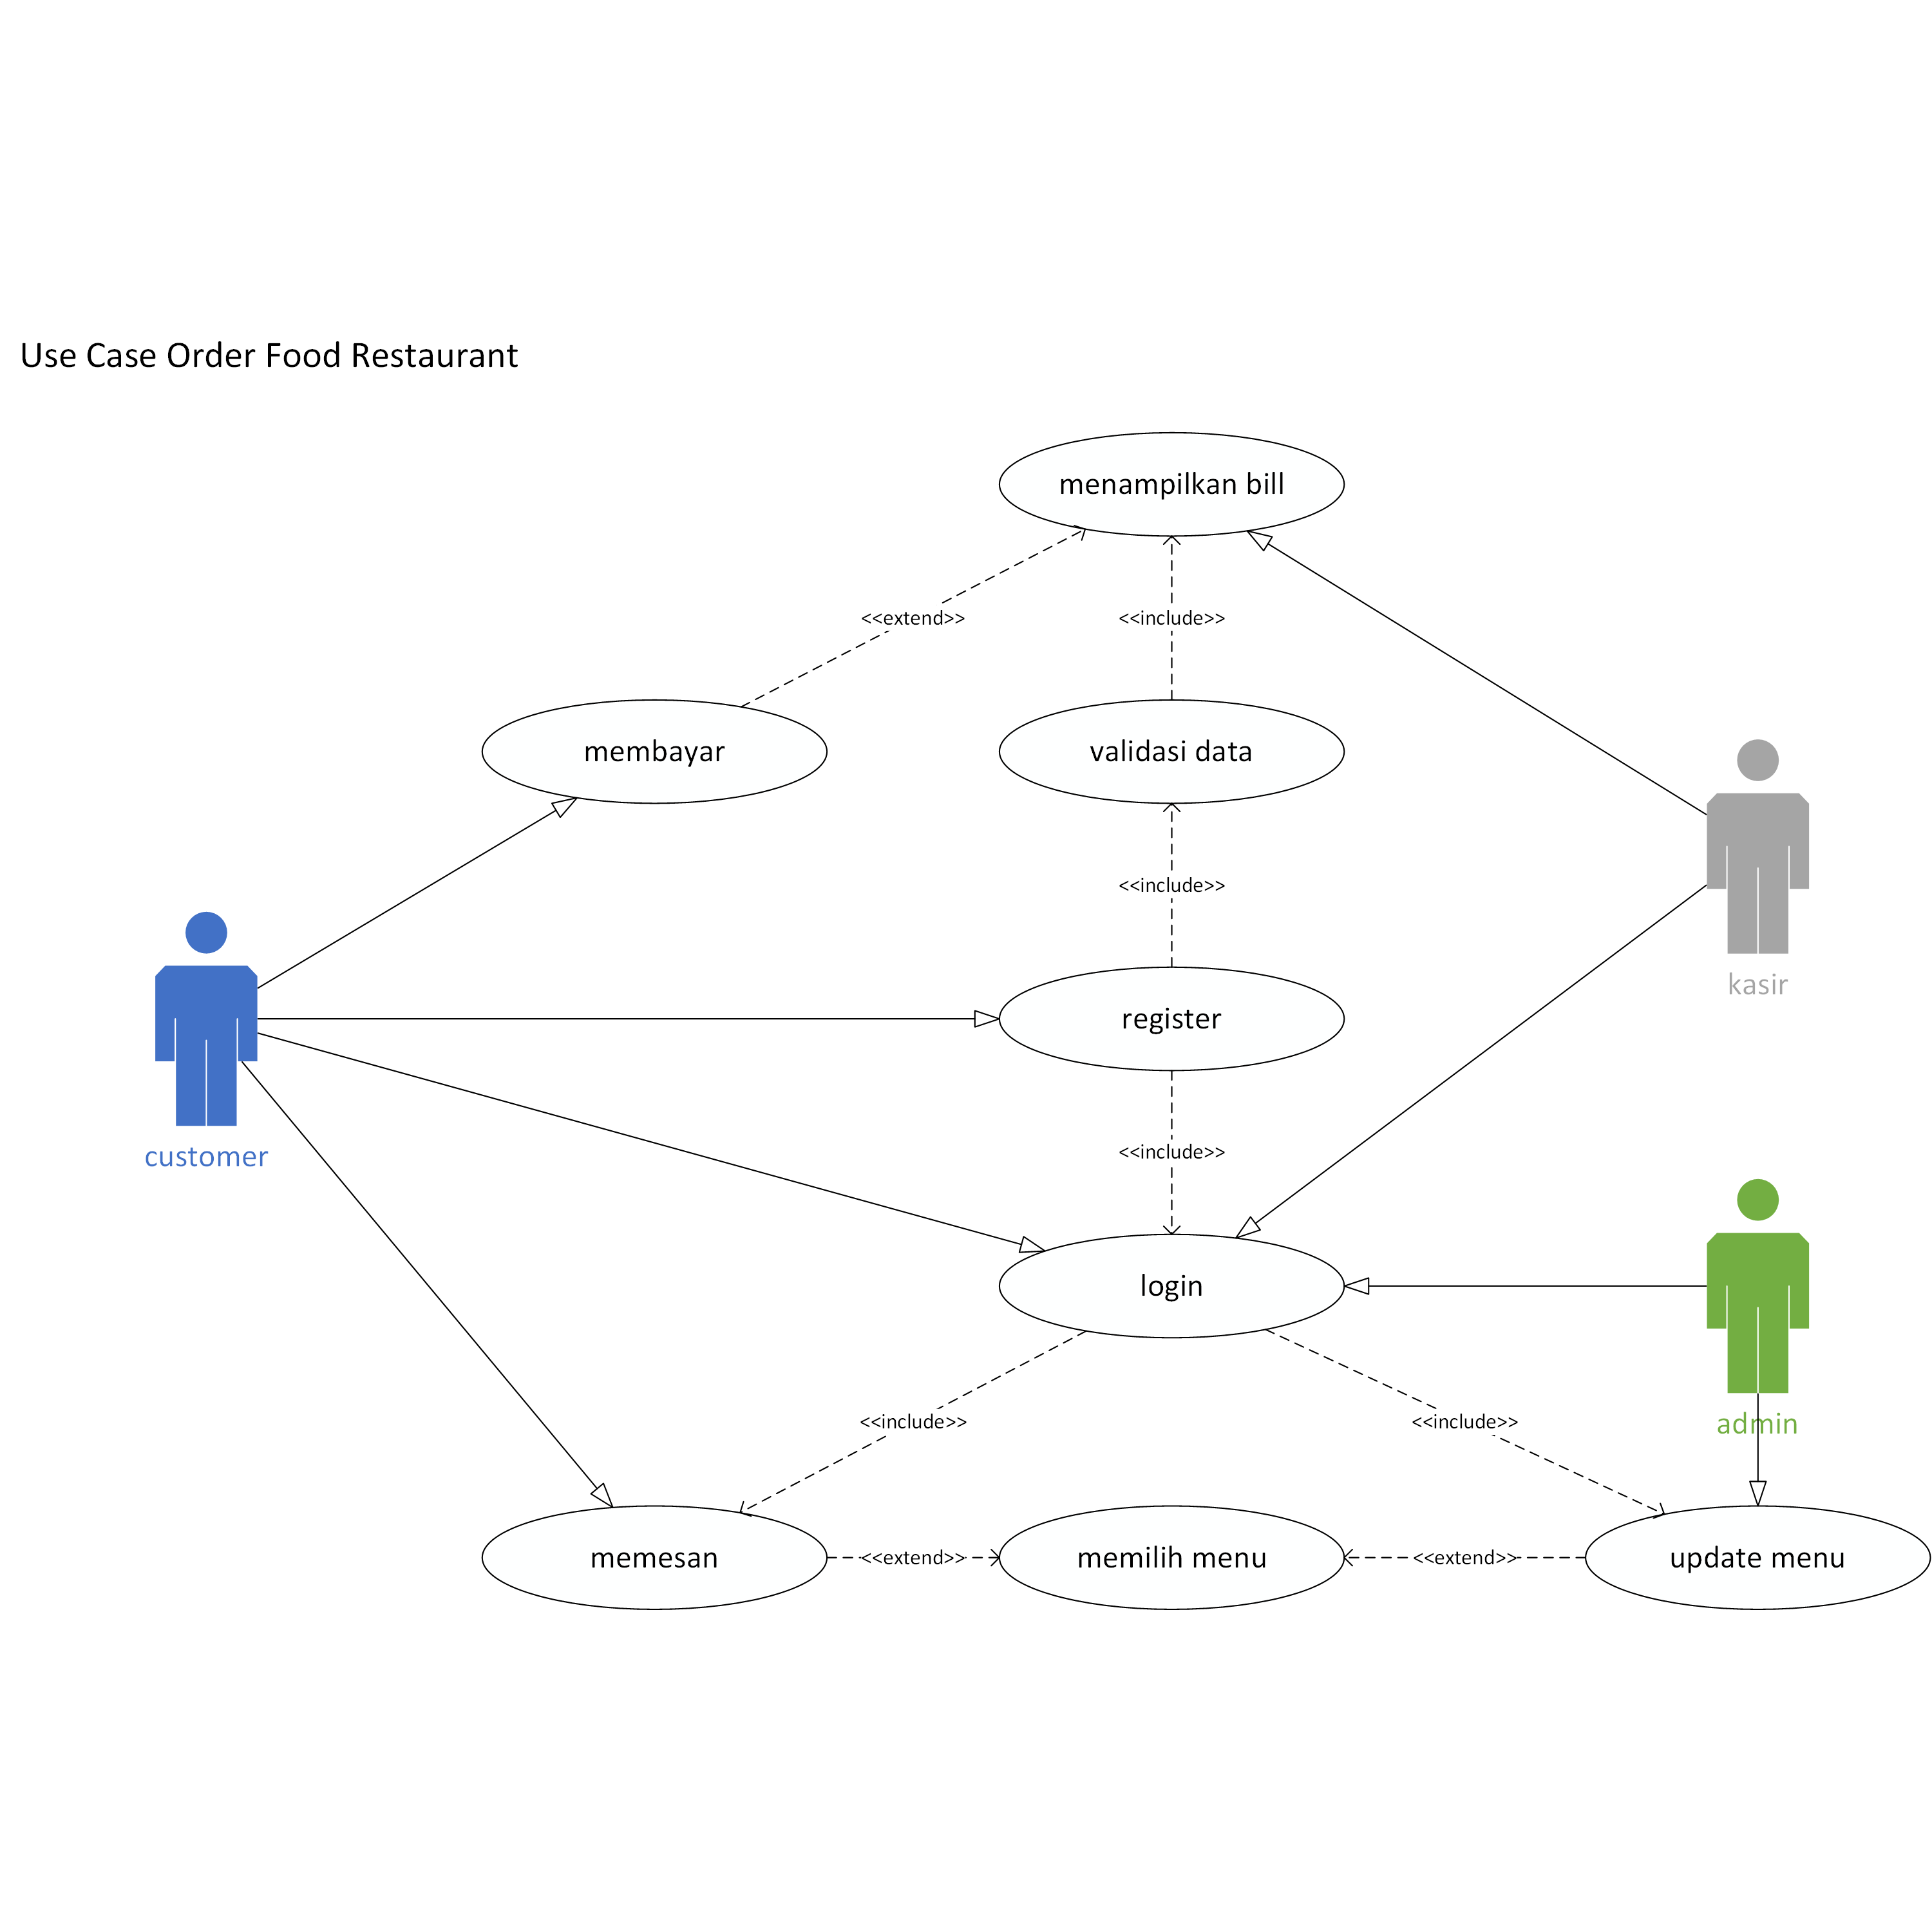 Use Case Order Food Restaurant
menampilkan bill
<<extend>>
<<include>>
membayar
validasi data
<<include>>
kasir
register
customer
<<include>>
login
<<include>>
<<include>>
admin
memesan
<<extend>>
memilih menu
<<extend>>
update menu